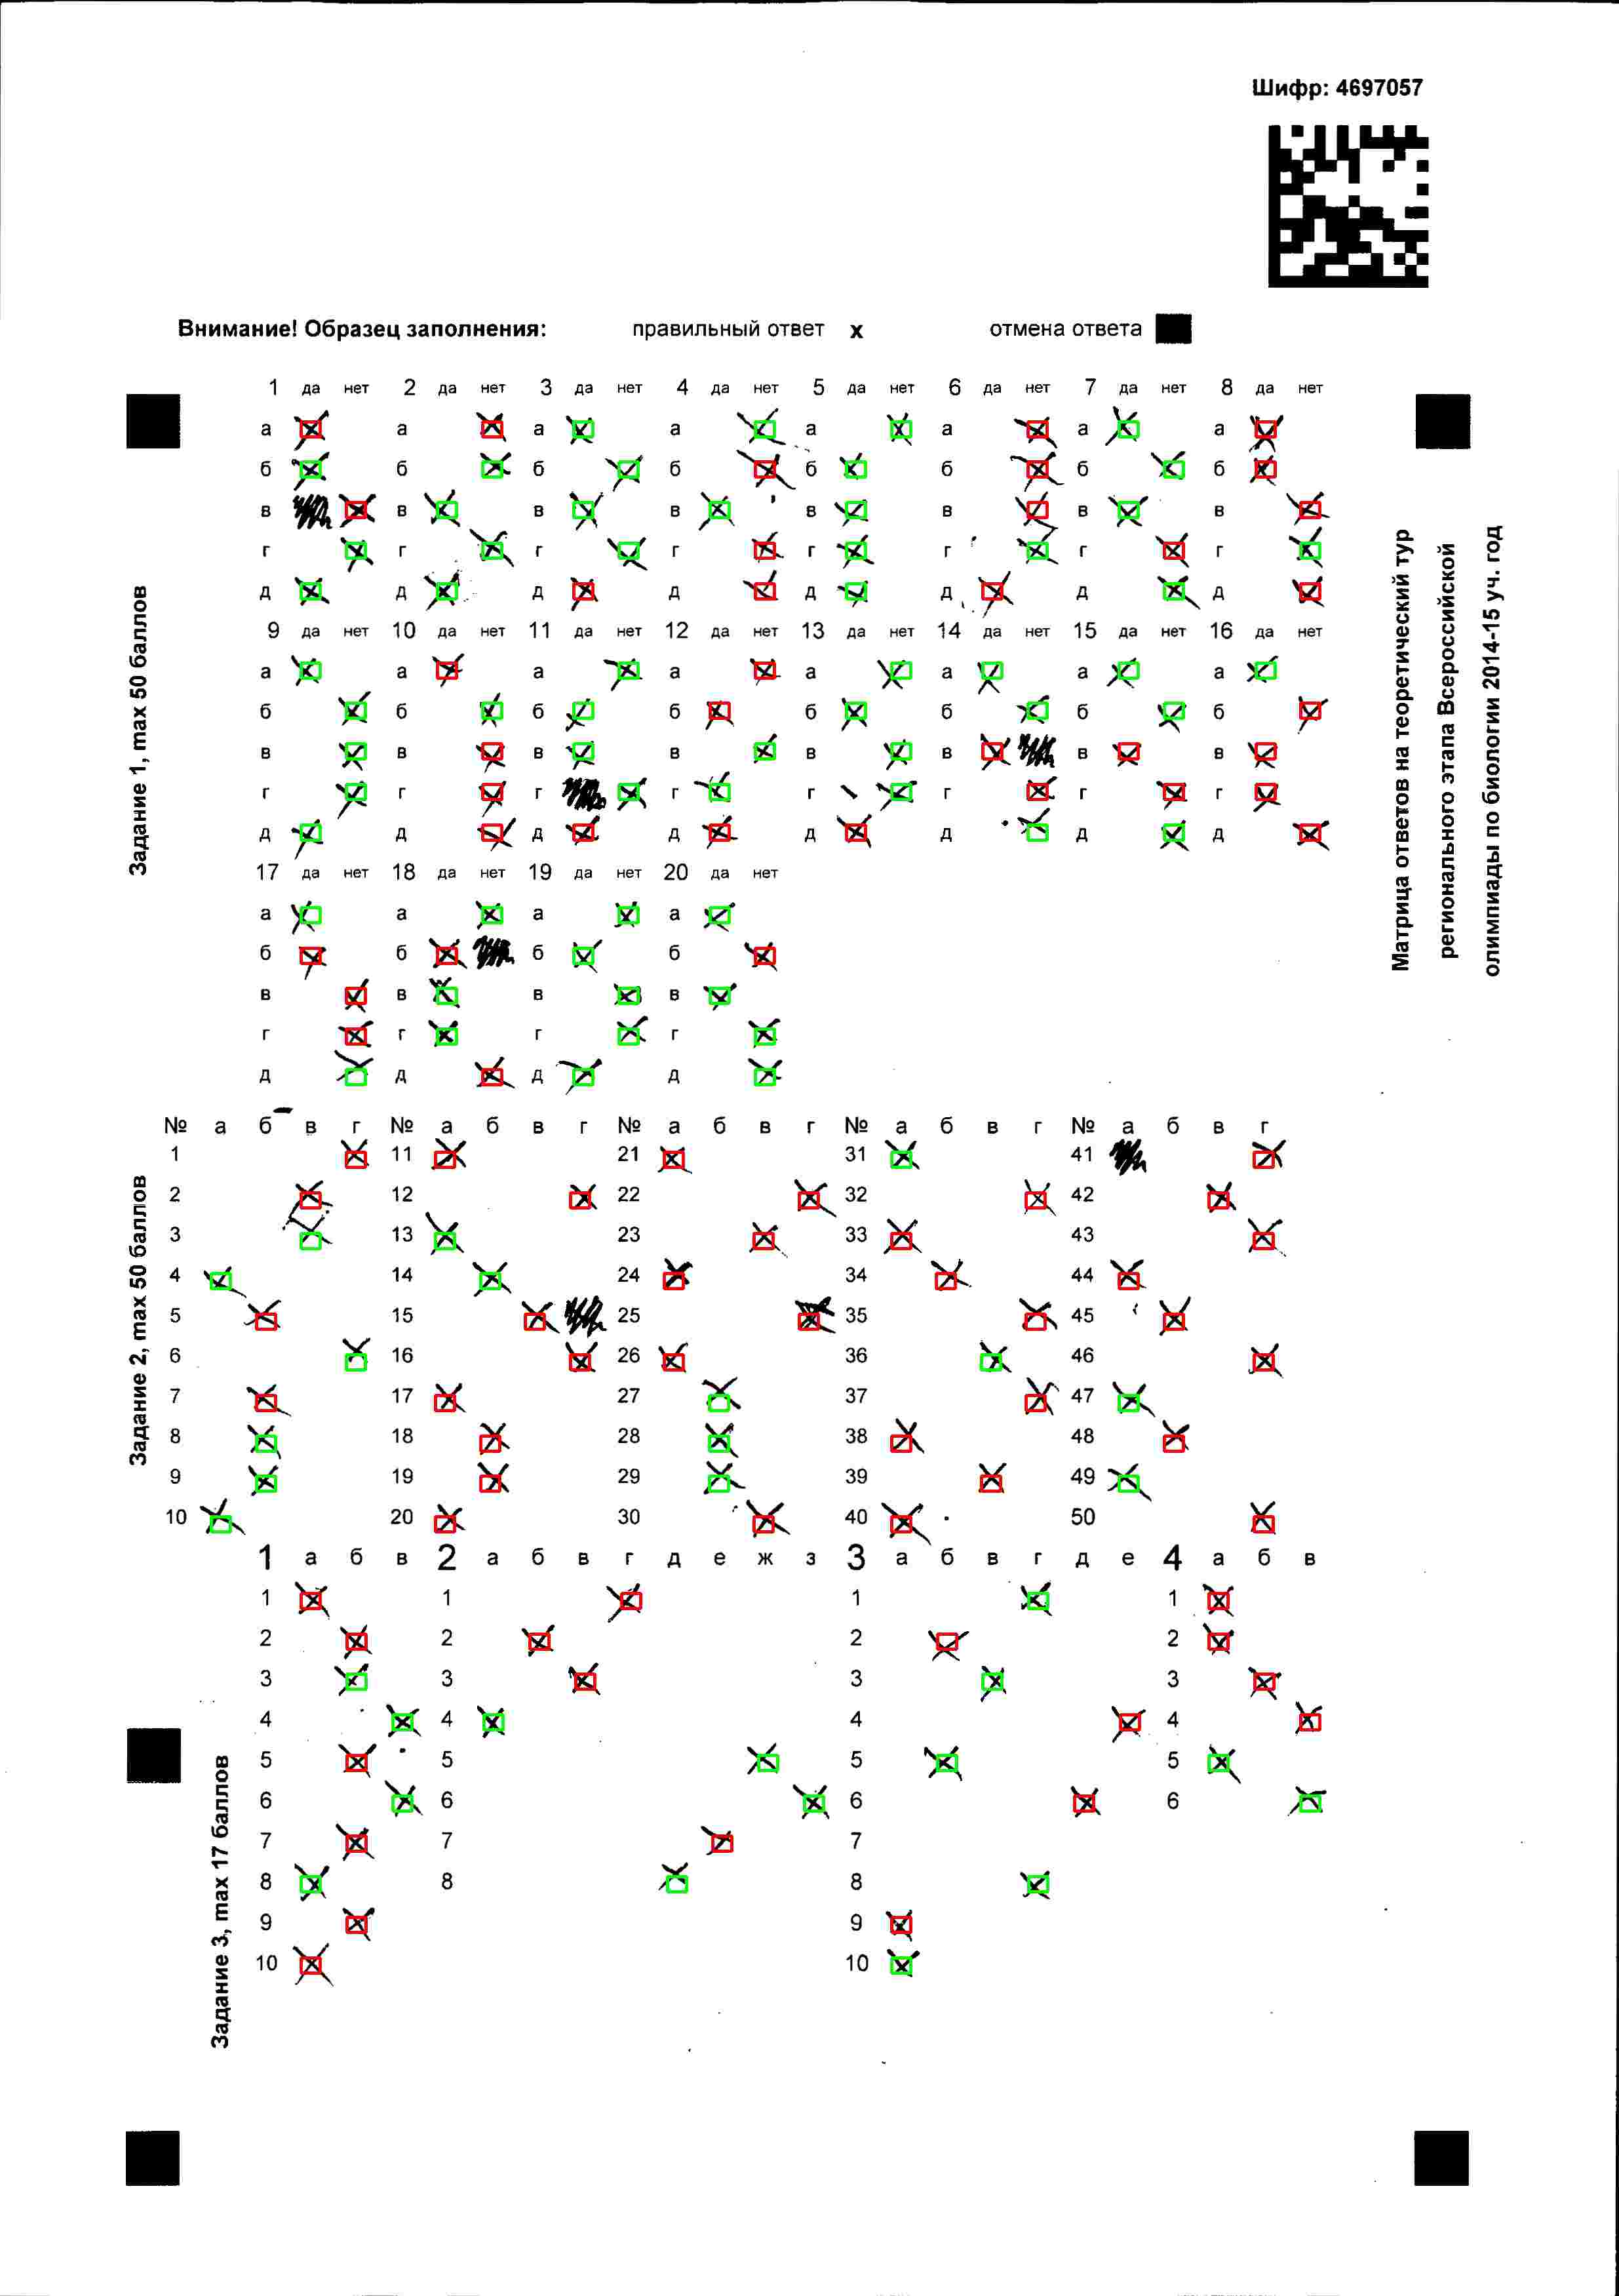 Шифр: 4697057
Внимание! Образец заполнения: правильный ответ x отмена ответа
1 да нет 2 да нет 3 да нет 4 да нет 5 да нет 6 да нет 7 да нет 8 да нет
а а а а а а а а
б б б б б б б б
в в в в в в в в
г г г г г г г г
д д д д д д д д
9 да нет 10 да нет 11 да нет 12 да нет 13 да нет 14 да нет 15 да нет 16 да нет
а а а а а а а а
б б б б б б б б
в в в в в в в в
г г г г г г г г
д д д д д д д д
17 да нет 18 да нет 19 да нет 20 да нет
а а а а
б б б б
в в в в
г г г г
д д д д
Задание 1, max 50 баллов
Матрица ответов на теоретический тур
регионального этапа Всероссийской
олимпиады по биологии 2014-15 уч. год
№ а б в г № а б в г № а б в г № а б в г № а б в г
1 11 21 31 41
2 12 22 32 42
3 13 23 33 43
4 14 24 34 44
5 15 25 35 45
6 16 26 36 46
7 17 27 37 47
8 18 28 38 48
9 19 29 39 49
10 20 30 40 50
Задание 2, max 50 баллов
1 а б в 2 а б в г д е ж з 3 а б в г д е 4 а б в
1 1 1 1
2 2 2 2
3 3 3 3
4 4 4 4
5 5 5 5
6 6 6 6
7 7 7
8 8 8
9 9
10 10
Задание 3, max 17 баллов